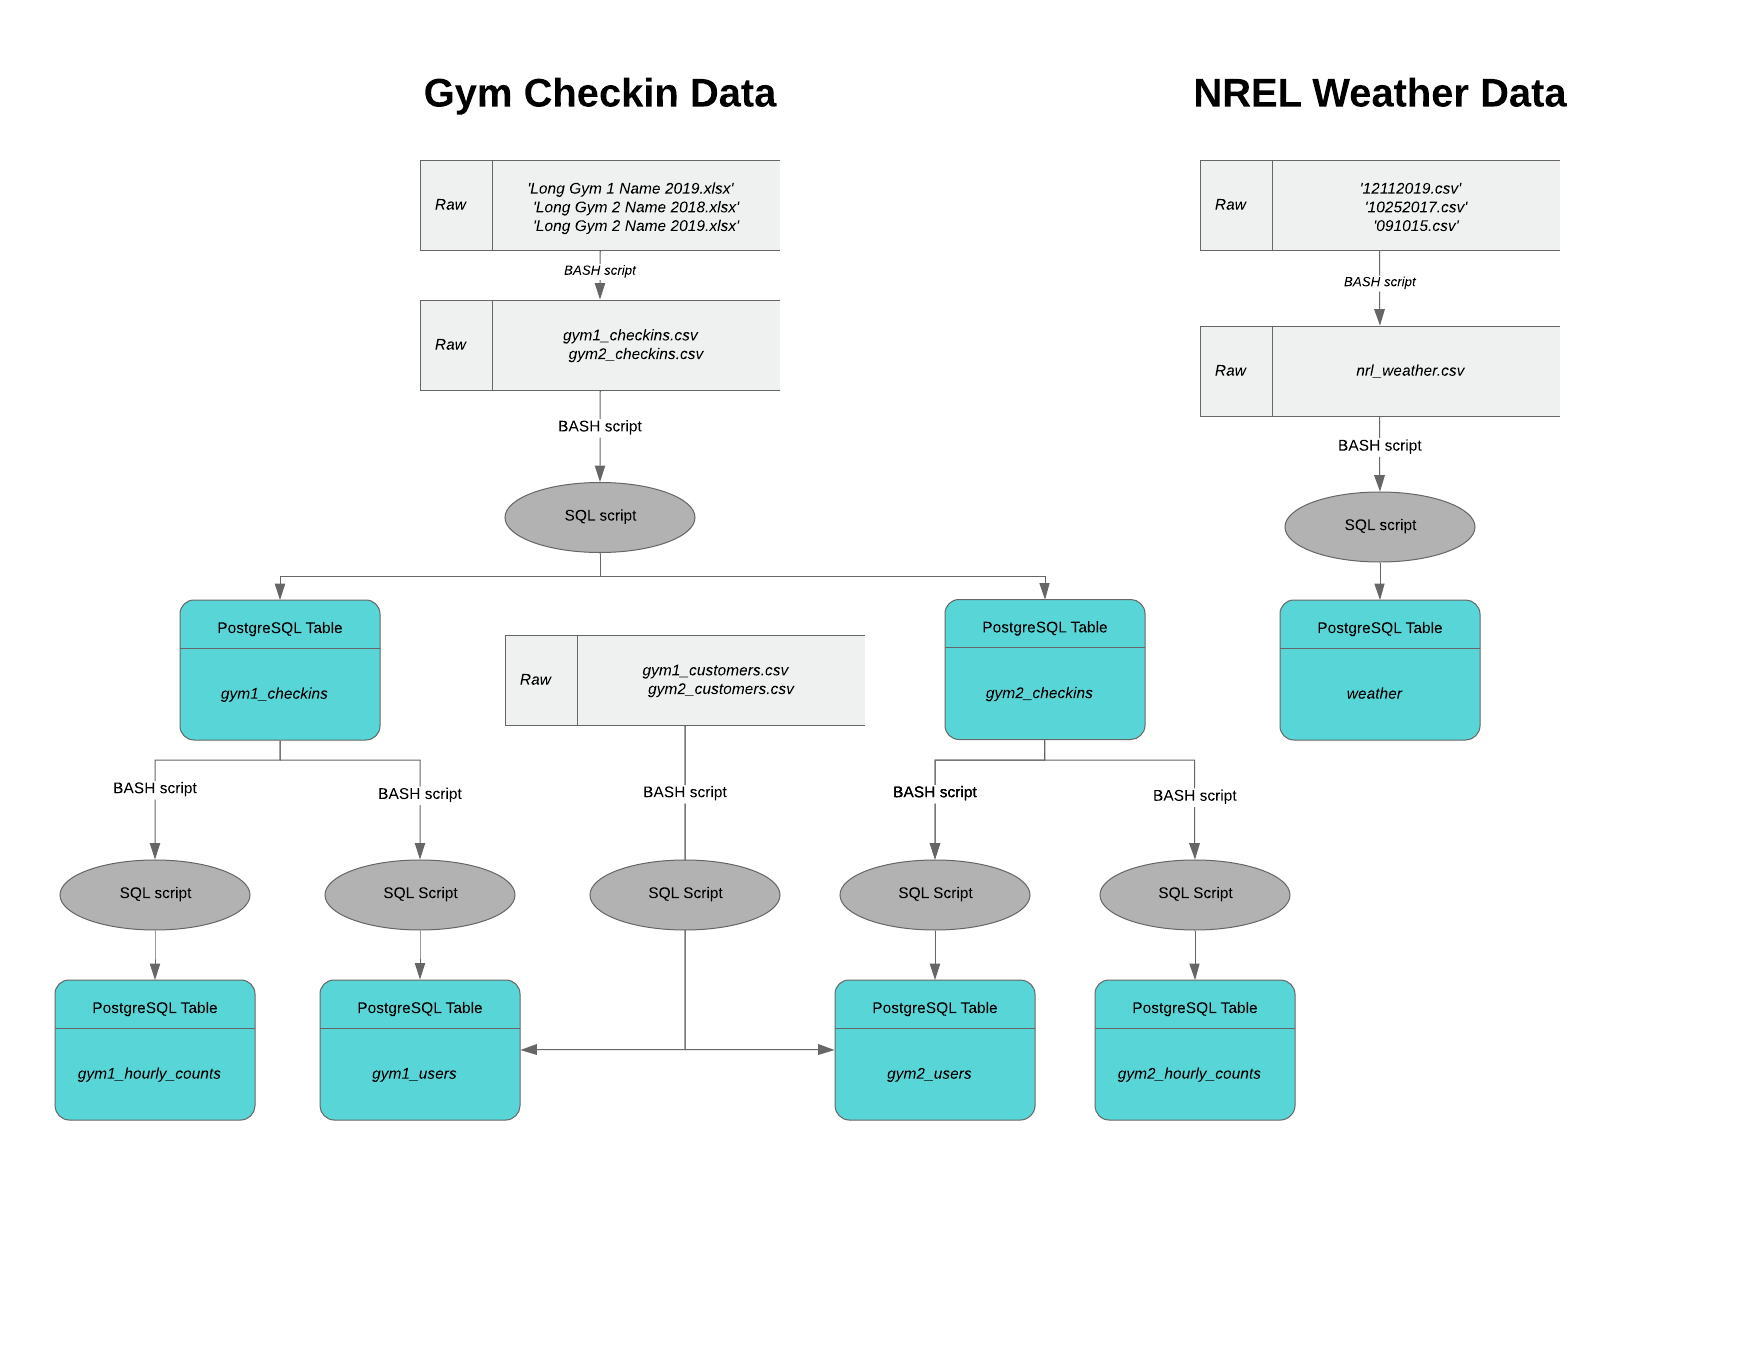 Gym Checkin Data
NREL Weather Data
Raw
'Long Gym 1 Name 2019.xlsx'
'Long Gym 2 Name 2018.xlsx'
'Long Gym 2 Name 2019.xlsx'
Raw
'12112019.csv'
'10252017.csv'
'091015.csv'
BASH script
BASH script
Raw
gym1_checkins.csv
gym2_checkins.csv
Raw
nrl_weather.csv
BASH script
BASH script
SQL script
SQL script
PostgreSQL Table
gym1_checkins
Raw
gym1_customers.csv
gym2_customers.csv
PostgreSQL Table
gym2_checkins
PostgreSQL Table
weather
BASH script
BASH script
BASH script
BASH script
BASH script
SQL script
SQL Script
SQL Script
SQL Script
SQL Script
PostgreSQL Table
gym1_hourly_counts
PostgreSQL Table
gym1_users
PostgreSQL Table
gym2_users
PostgreSQL Table
gym2_hourly_counts